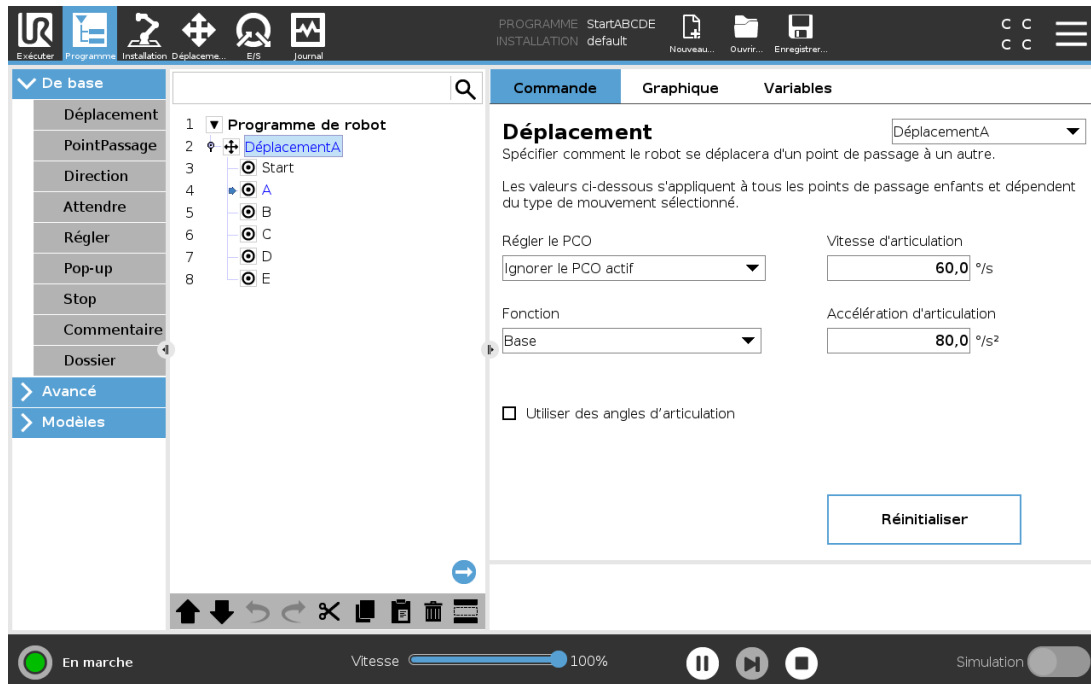 UR
PROGRAMME StartABCDE
INSTALLATION default
C C
C C
Exécuter Programme Installation Déplaceme... E/S Journal
Nouveau... Ouvrir... Enregistrer...
De base
Déplacement
PointPassage
Direction
Attendre
Régler
Pop-up
Stop
Commentaire
Dossier
Avancé
Modèles
1 Programme de robot
2 DéplacementA
3 Start
4 A
5 B
6 C
7 D
8 E
Commande Graphique Variables
Déplacement DéplacementA
Spécifier comment le robot se déplacera d'un point de passage à un autre.
Les valeurs ci-dessous s'appliquent à tous les points de passage enfants et dépendent
du type de mouvement sélectionné.
Régler le PCO Vitesse d'articulation
Ignorer le PCO actif 60,0 °/s
Fonction Accélération d'articulation
Base 80,0 °/s²
Utiliser des angles d'articulation
Réinitialiser
En marche Vitesse 100% Simulation